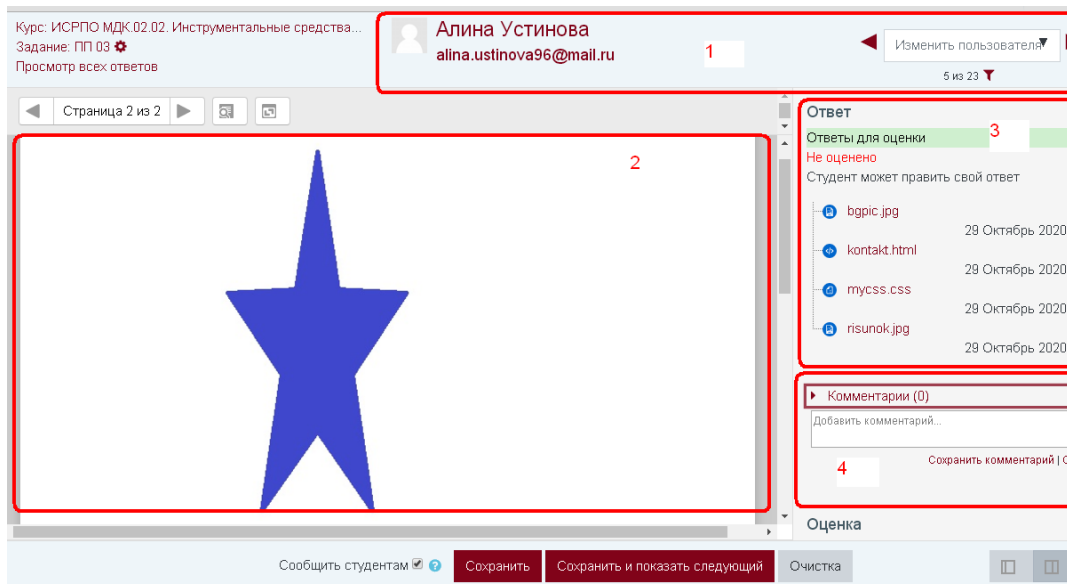 Курс: ИСРПО МДК.02.02. Инструментальные средства...
Задание: ПП 03
Просмотр всех ответов
Алина Устинова
alina.ustinova96@mail.ru
1
Изменить пользователя
5 из 23
Страница 2 из 2
2
Ответ
3
Ответы для оценки
Не оценено
Студент может править свой ответ
bgpic.jpg
29 Октябрь 2020
kontakt.html
29 Октябрь 2020
mycss.css
29 Октябрь 2020
risunok.jpg
29 Октябрь 2020
Комментарии (0)
Добавить комментарий...
Сохранить комментарий |
4
Оценка
Сообщить студентам
Сохранить
Сохранить и показать следующий
Очистка